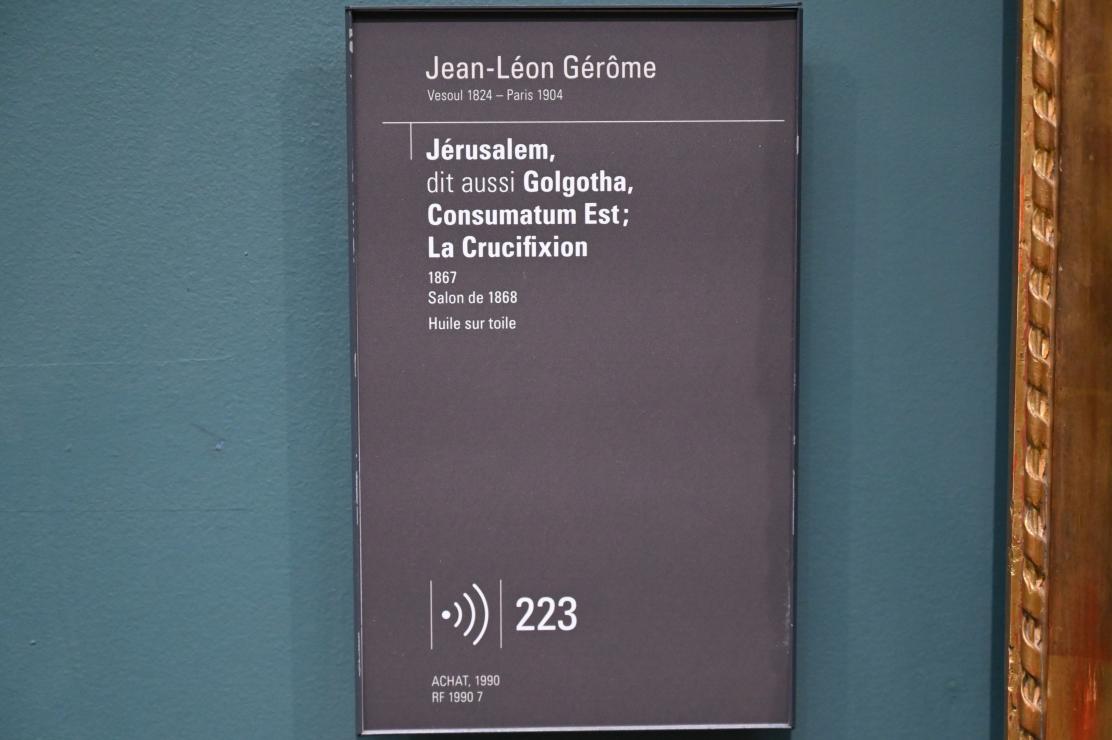 Jean-Léon Gérôme
Vesoul 1824 – Paris 1904
Jérusalem,
dit aussi Golgotha,
Consumatum Est ;
La Crucifixion
1867
Salon de 1868
Huile sur toile
223
ACHAT, 1990
RF 1990 7